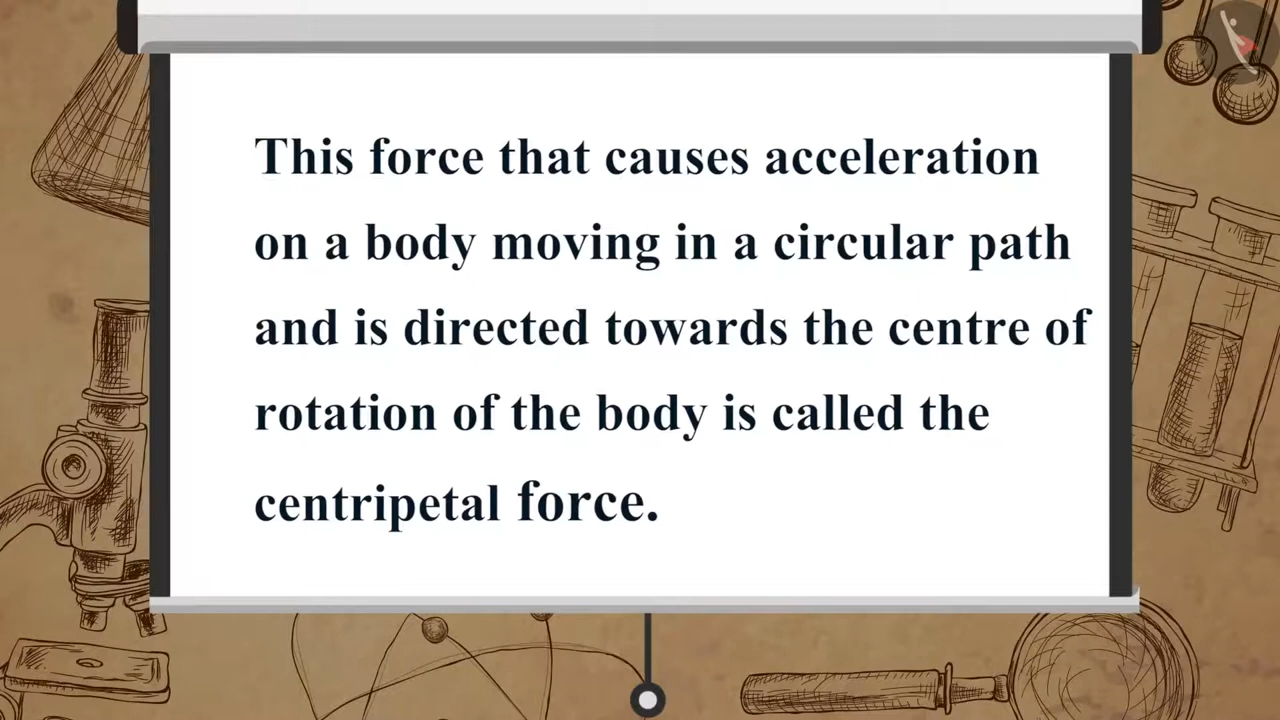 This force that causes acceleration
on a body moving in a circular path
and is directed towards the centre of
rotation of the body is called the
centripetal force.